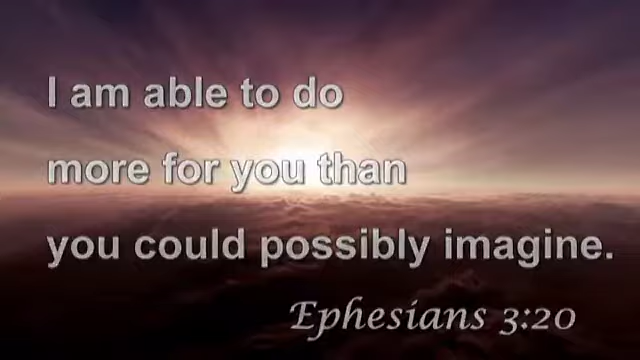 I am able to do
more for you than
you could possibly imagine.
Ephesians 3:20